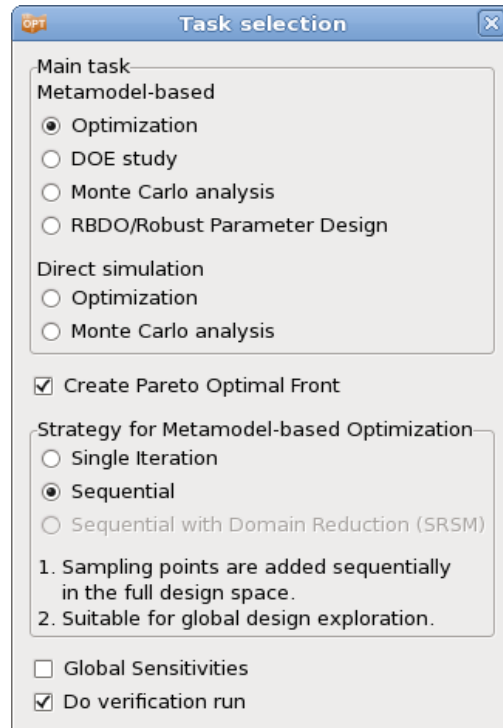 OPT Task selection
Main task
Metamodel-based
Optimization
DOE study
Monte Carlo analysis
RBDO/Robust Parameter Design
Direct simulation
Optimization
Monte Carlo analysis
Create Pareto Optimal Front
Strategy for Metamodel-based Optimization
Single Iteration
Sequential
Sequential with Domain Reduction (SRSM)
1. Sampling points are added sequentially
in the full design space.
2. Suitable for global design exploration.
Global Sensitivities
Do verification run